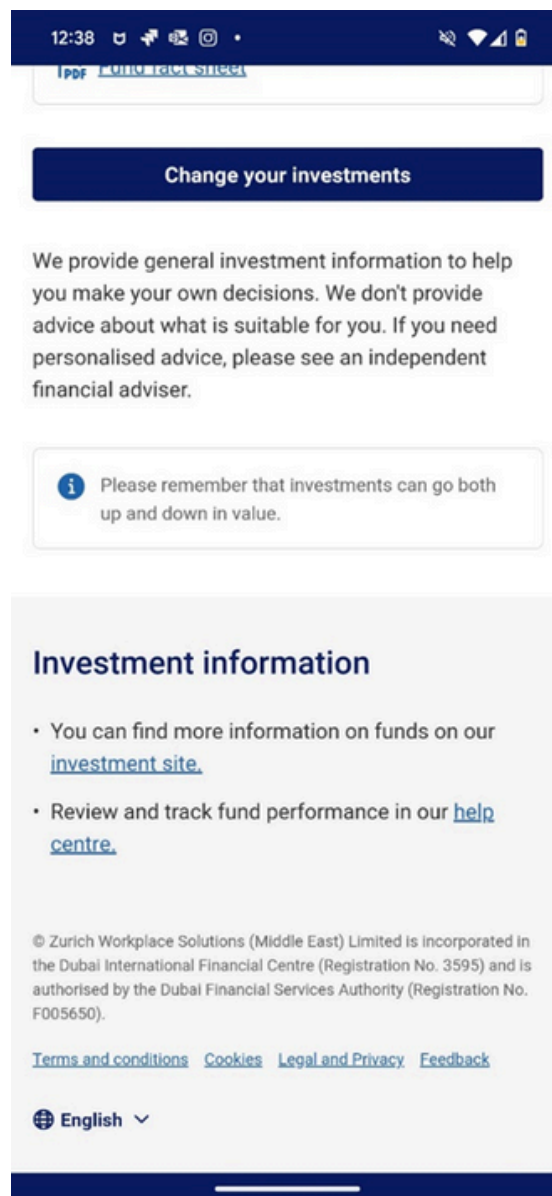 12:38
PDF Fund fact sheet
Change your investments
We provide general investment information to help
you make your own decisions. We don't provide
advice about what is suitable for you. If you need
personalised advice, please see an independent
financial adviser.
Please remember that investments can go both
up and down in value.
Investment information
• You can find more information on funds on our
investment site.
• Review and track fund performance in our help
centre.
© Zurich Workplace Solutions (Middle East) Limited is incorporated in
the Dubai International Financial Centre (Registration No. 3595) and is
authorised by the Dubai Financial Services Authority (Registration No.
F005650).
Terms and conditions Cookies Legal and Privacy Feedback
English